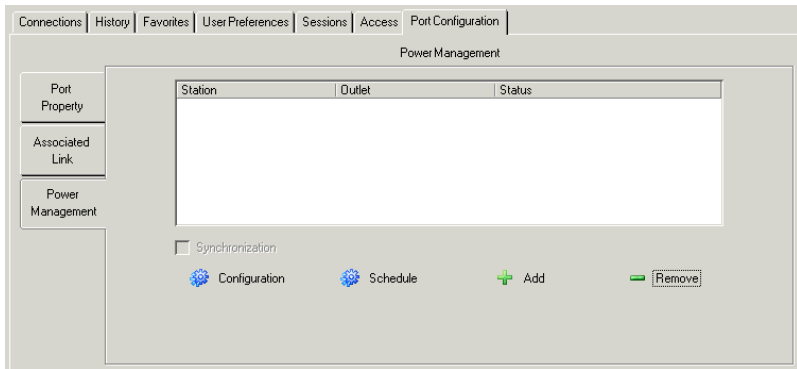 Connections History Favorites User Preferences Sessions Access Port Configuration
Power Management
Port
Property
Associated
Link
Power
Management
Station Outlet Status
Synchronization
Configuration Schedule Add Remove